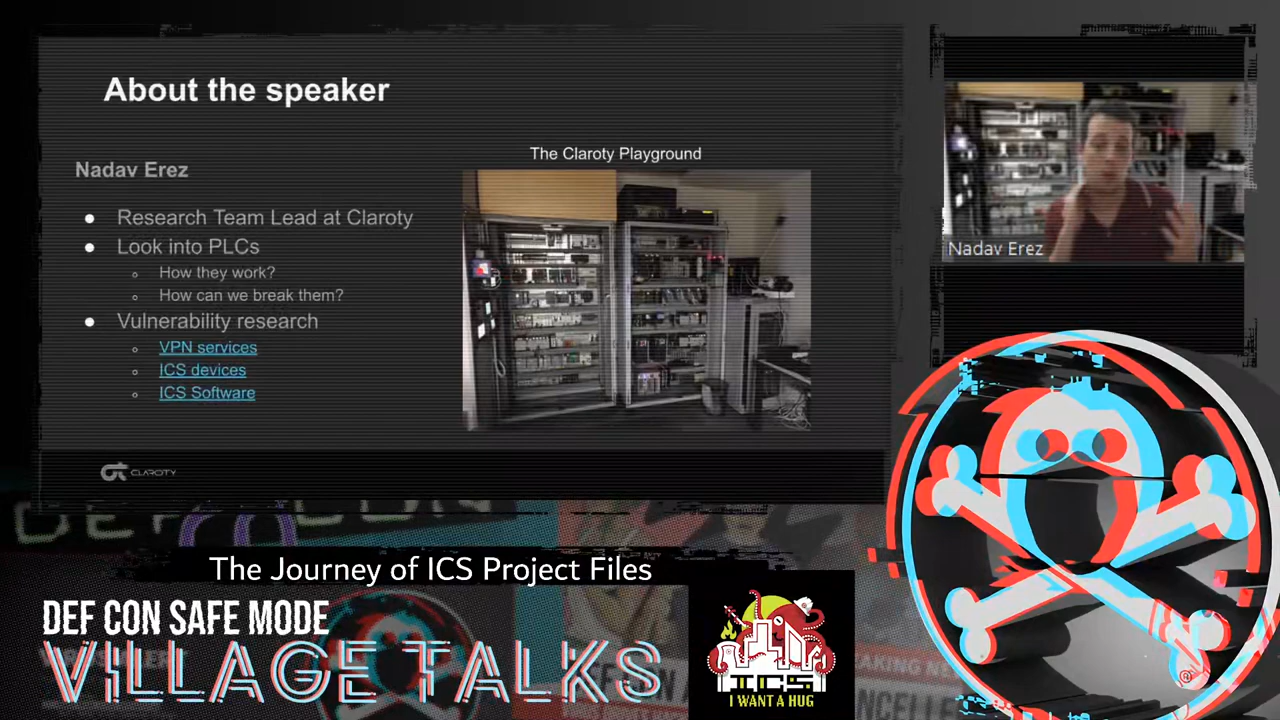 About the speaker
Nadav Erez
Research Team Lead at Claroty
Look into PLCs
How they work?
How can we break them?
Vulnerability research
VPN services
ICS devices
ICS Software
The Claroty Playground
CLAROTY
Nadav Erez
DEF CON
The Journey of ICS Project Files
DEF CON SAFE MODE
VILLAGE TALKS
ICS
I WANT A HUG